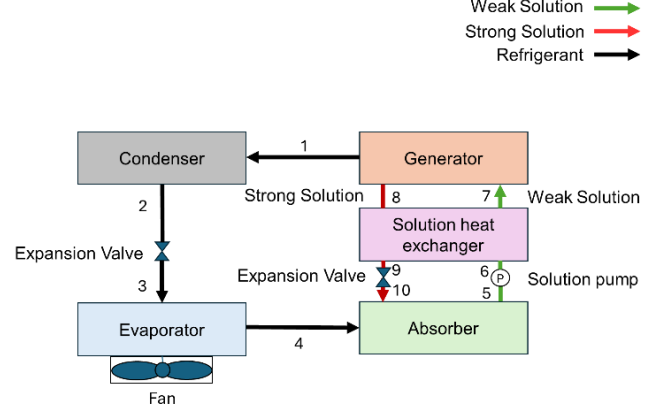 Weak Solution
Strong Solution
Refrigerant
1
Condenser
Generator
2
Strong Solution
8
7
Weak Solution
Solution heat
exchanger
Expansion Valve
Expansion Valve
9
6
P
Solution pump
3
10
5
Evaporator
4
Absorber
Fan